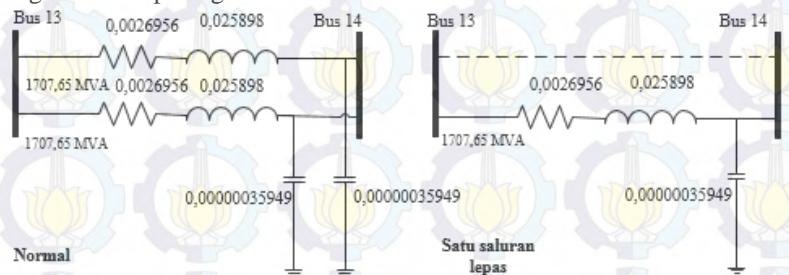 Bus 13
0,0026956
0,025898
Bus 14
1707,65 MVA
0,0026956
0,025898
1707,65 MVA
0,00000035949
0,00000035949
Normal
Bus 13
Bus 14
0,0026956
0,025898
1707,65 MVA
0,00000035949
Satu saluran
lepas